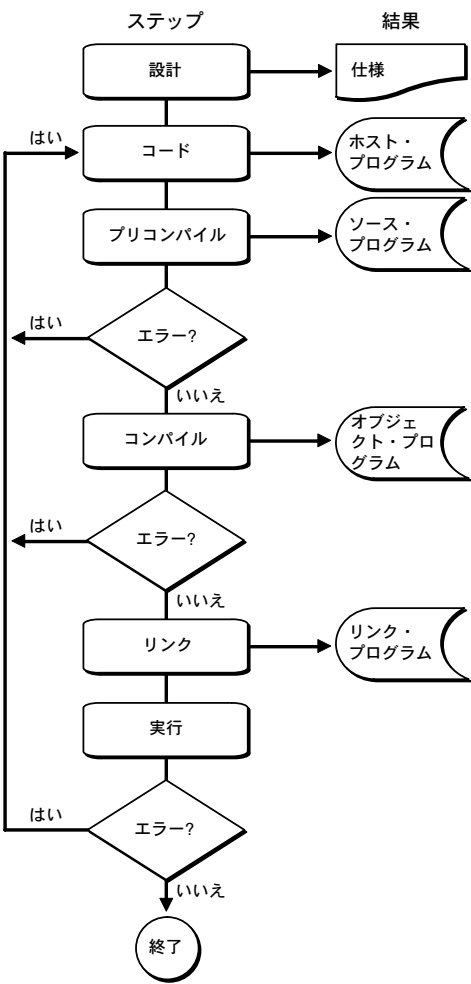 ステップ
結果
設計
仕様
はい
コード
ホスト・
プログラム
プリコンパイル
ソース・
プログラム
はい
エラー?
いいえ
コンパイル
オブジェ
クト・プロ
グラム
はい
エラー?
いいえ
リンク
リンク・
プログラム
実行
はい
エラー?
いいえ
終了